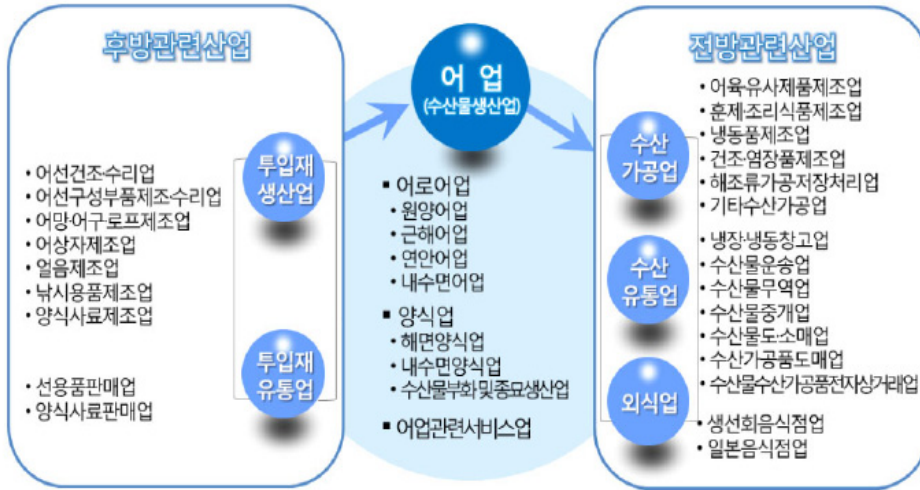 후방관련산업
투입재
생산업
• 어선건조·수리업
• 어선구성부품제조·수리업
• 어망·어구로프제조업
• 어상자제조업
• 얼음제조업
• 낚시용품제조업
• 양식사료제조업
투입재
유통업
• 선용품판매업
• 양식사료판매업
어 업
(수산물생산업)
▪ 어로어업
• 원양어업
• 근해어업
• 연안어업
• 내수면어업
▪ 양식업
• 해면양식업
• 내수면양식업
• 수산물부화 및 종묘생산업
▪ 어업관련서비스업
전방관련산업
수산
가공업
• 어육·유사제품제조업
• 훈제·조리식품제조업
• 냉동품제조업
• 건조·염장품제조업
• 해조류가공·저장처리업
• 기타수산가공업
수산
유통업
• 냉장·냉동창고업
• 수산물운송업
• 수산물무역업
• 수산물중개업
• 수산물도·소매업
• 수산가공품도매업
• 수산물수산가공품전자상거래업
외식업
• 생선회음식점업
• 일본음식점업